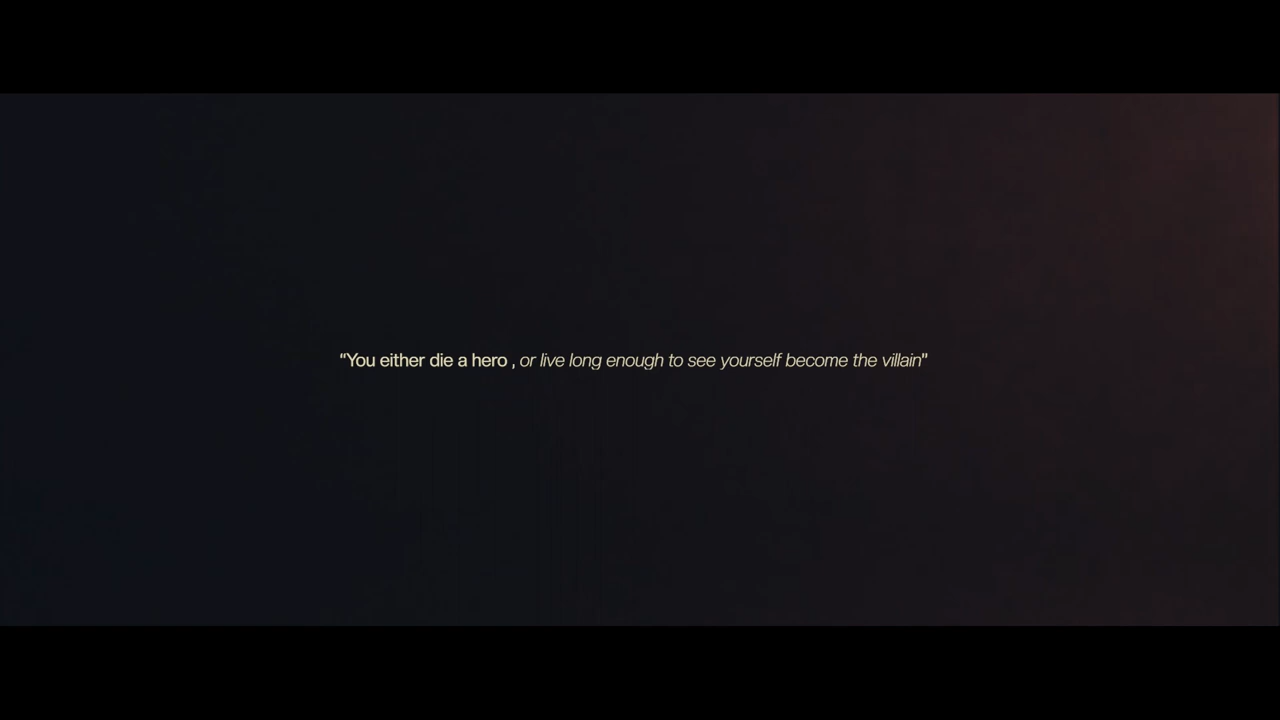 “You either die a hero , or live long enough to see yourself become the villain”